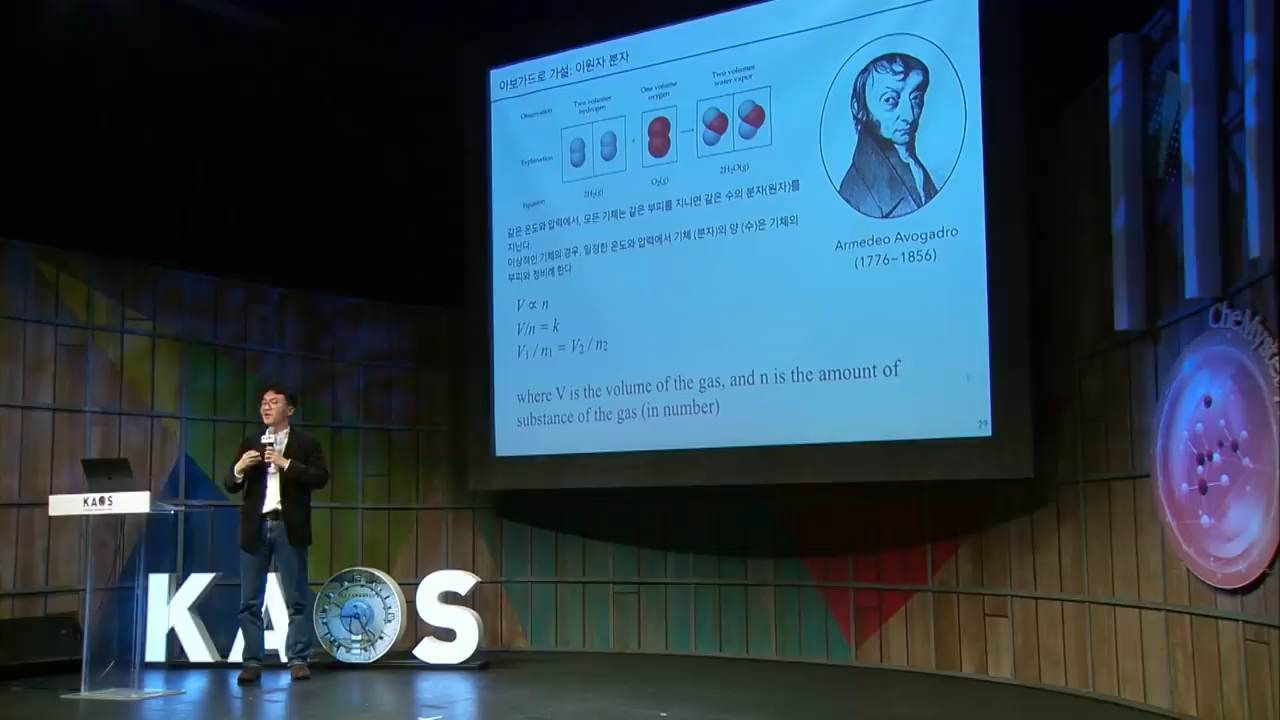 아보가드로 가설: 이원자 분자
Observation
Two volumes
hydrogen
One volume
oxygen
Two volumes
water vapor
Explanation
+
→
Equation
2H₂(g)
O₂(g)
2H₂O(g)
같은 온도와 압력에서, 모든 기체는 같은 부피를 지니면 같은 수의 분자(원자)를
지닌다.
이상적인 기체의 경우, 일정한 온도와 압력에서 기체 (분자)의 양 (수)은 기체의
부피와 정비례 한다
V ∝ n
V/n = k
V₁ / n₁ = V₂ / n₂
where V is the volume of the gas, and n is the amount of
substance of the gas (in number)
29
Armedeo Avogadro
(1776~1856)
KAOS
KAOS